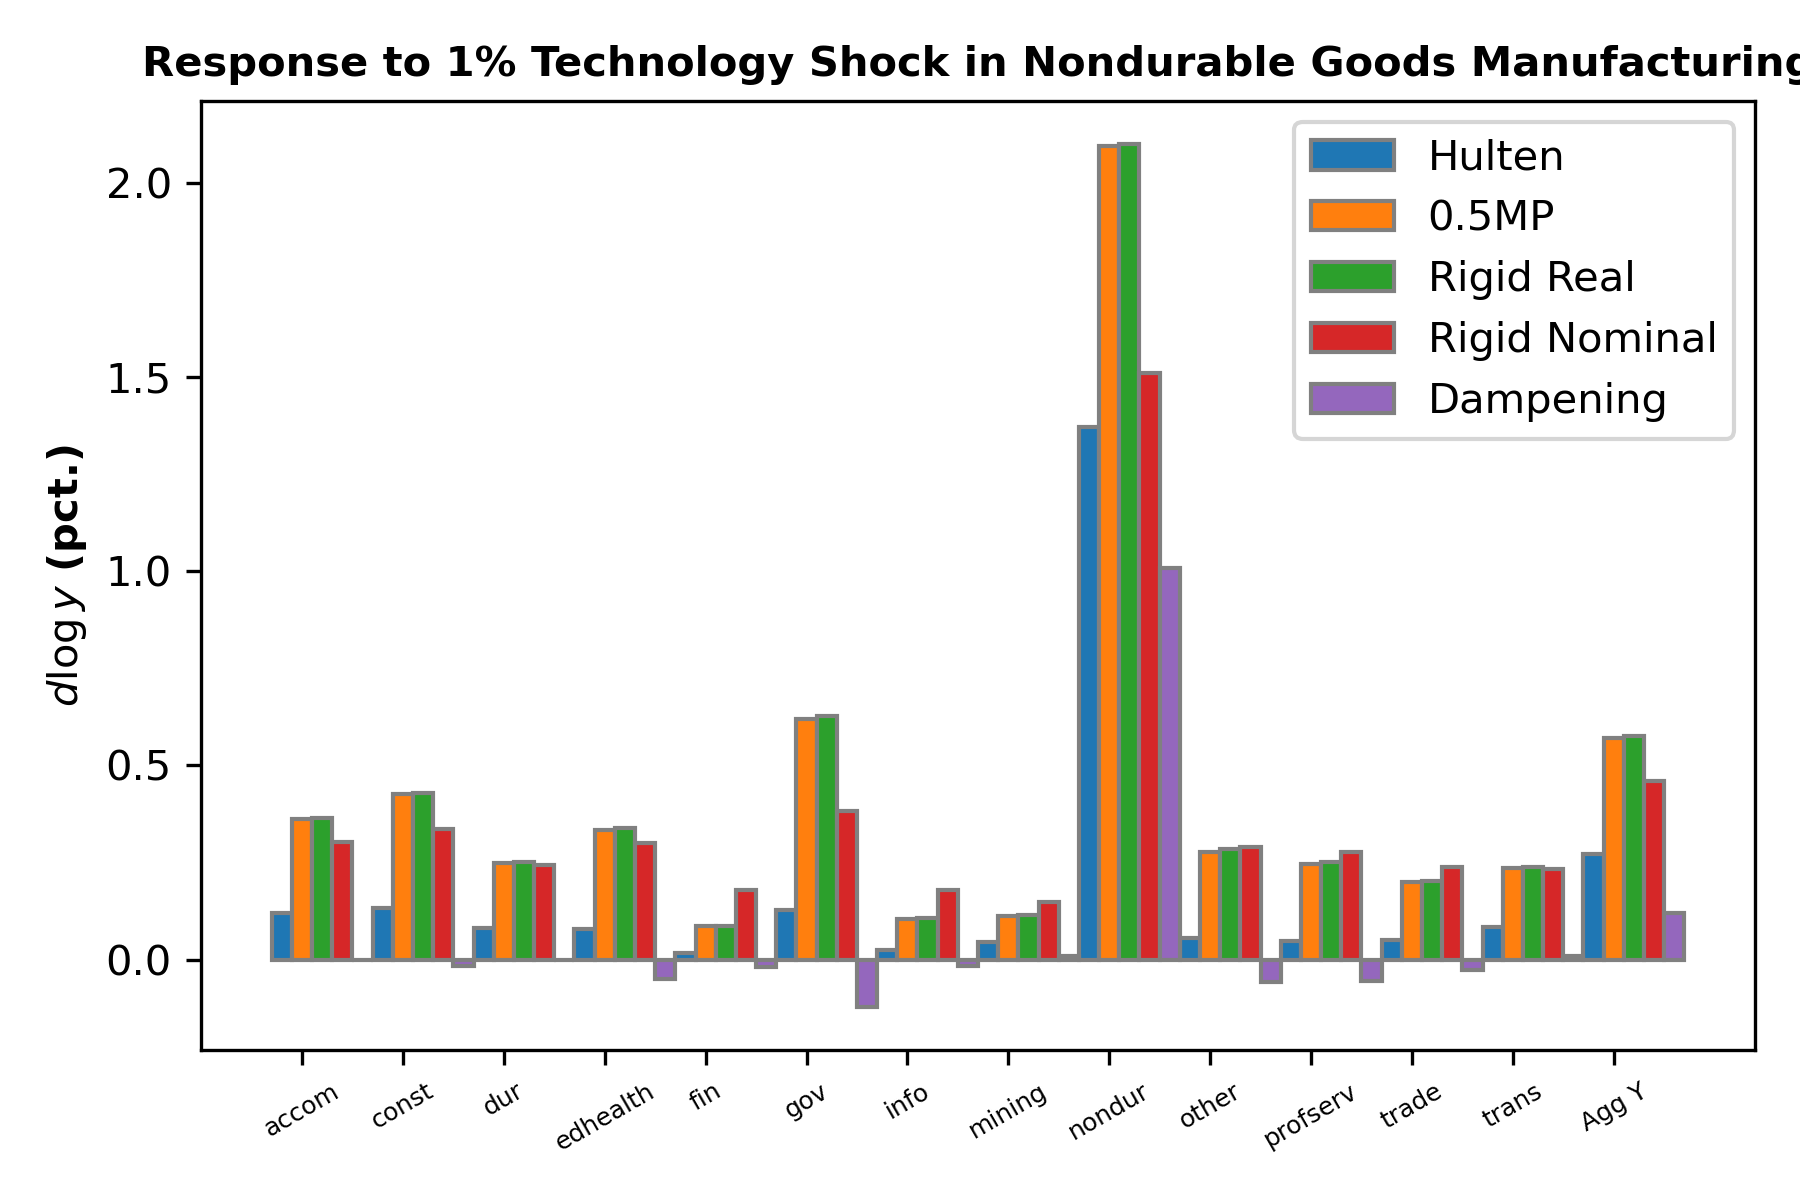 Response to 1% Technology Shock in Nondurable Goods Manufacturing
Hulten
0.5MP
Rigid Real
Rigid Nominal
Dampening
dlog y (pct.)
2.0
1.5
1.0
0.5
0.0
accom
const
dur
edhealth
fin
gov
info
mining
nondur
other
profserv
trade
trans
Agg Y